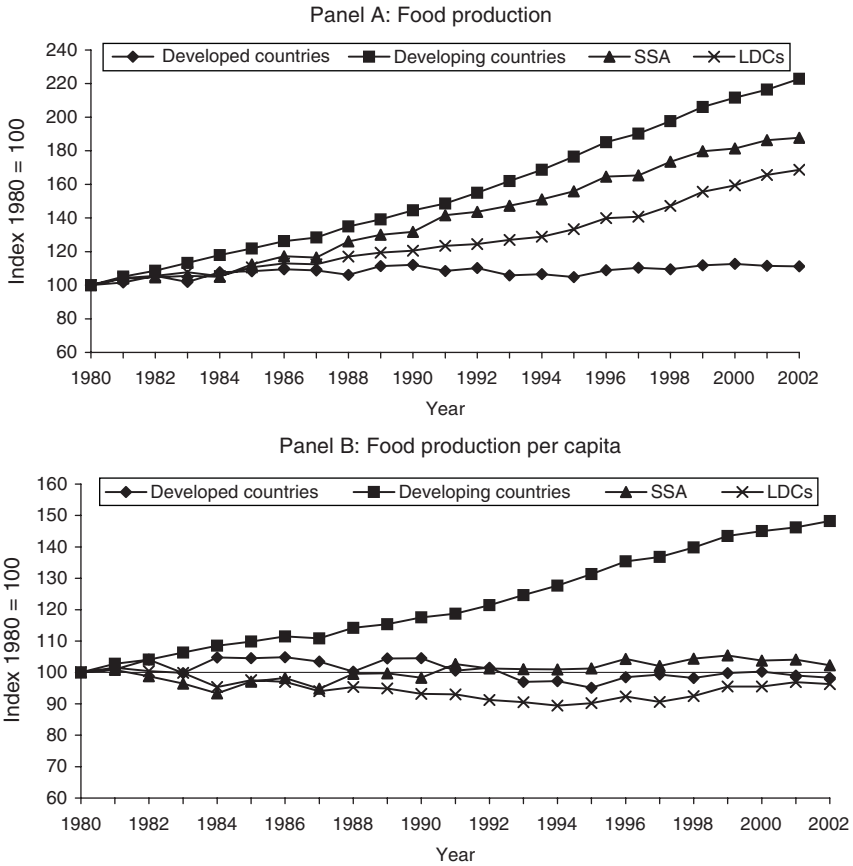 Panel A: Food production
Developed countries Developing countries SSA LDCs
240
220
200
180
160
140
120
100
80
60
Index 1980 = 100
1980 1982 1984 1986 1988 1990 1992 1994 1996 1998 2000 2002
Year
Panel B: Food production per capita
Developed countries Developing countries SSA LDCs
160
150
140
130
120
110
100
90
80
70
60
Index 1980 = 100
1980 1982 1984 1986 1988 1990 1992 1994 1996 1998 2000 2002
Year